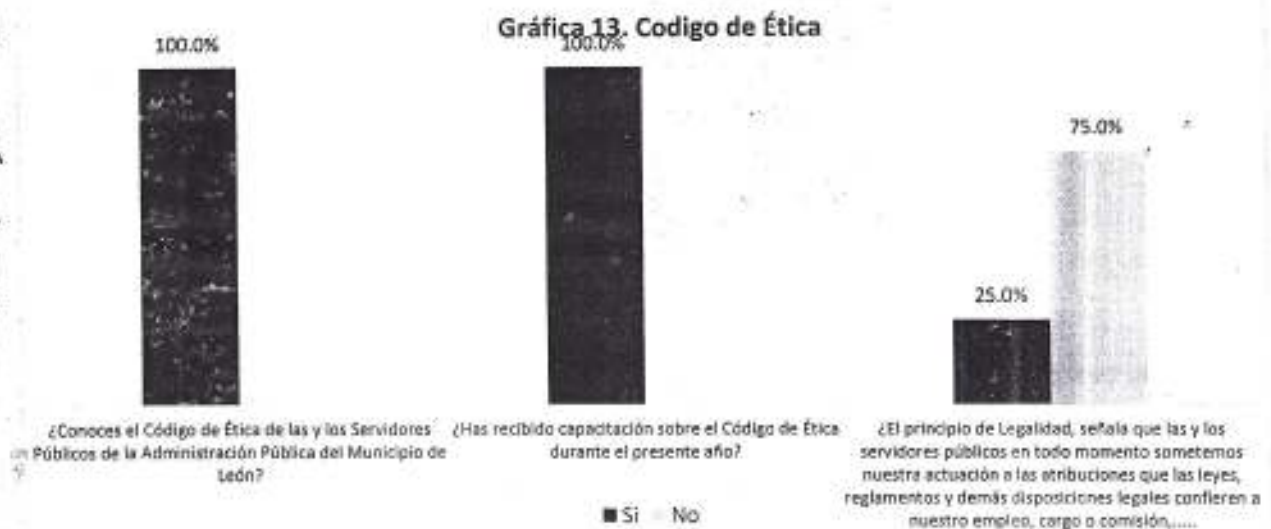 Gráfica 13. Codigo de Ética
100.0%
100.0%
75.0%
25.0%
¿Conoces el Código de Ética de las y los Servidores
Públicos de la Administración Pública del Municipio de
León?
¿Has recibido capacitación sobre el Código de Ética
durante el presente año?
¿El principio de Legalidad, señala que las y los
servidores públicos en todo momento sometemos
nuestra actuación a las atribuciones que las leyes,
reglamentos y demás disposiciones legales confieren a
nuestro empleo, cargo o comisión,.....
Si No